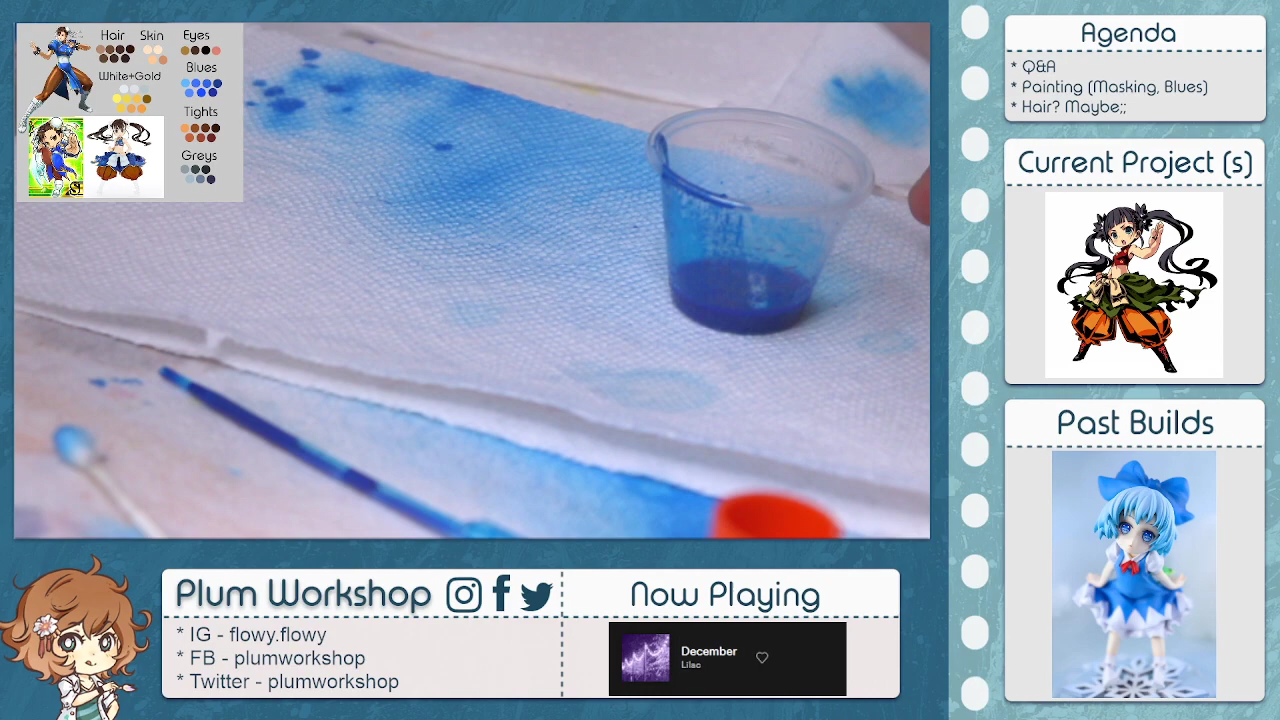 Hair Skin Eyes
White+Gold
Blues
Tights
Greys
Agenda
* Q&A
* Painting (Masking, Blues)
* Hair? Maybe;;
Current Project (s)
Past Builds
Plum Workshop
* IG - flowy.flowy
* FB - plumworkshop
* Twitter - plumworkshop
Now Playing
December
Lilac